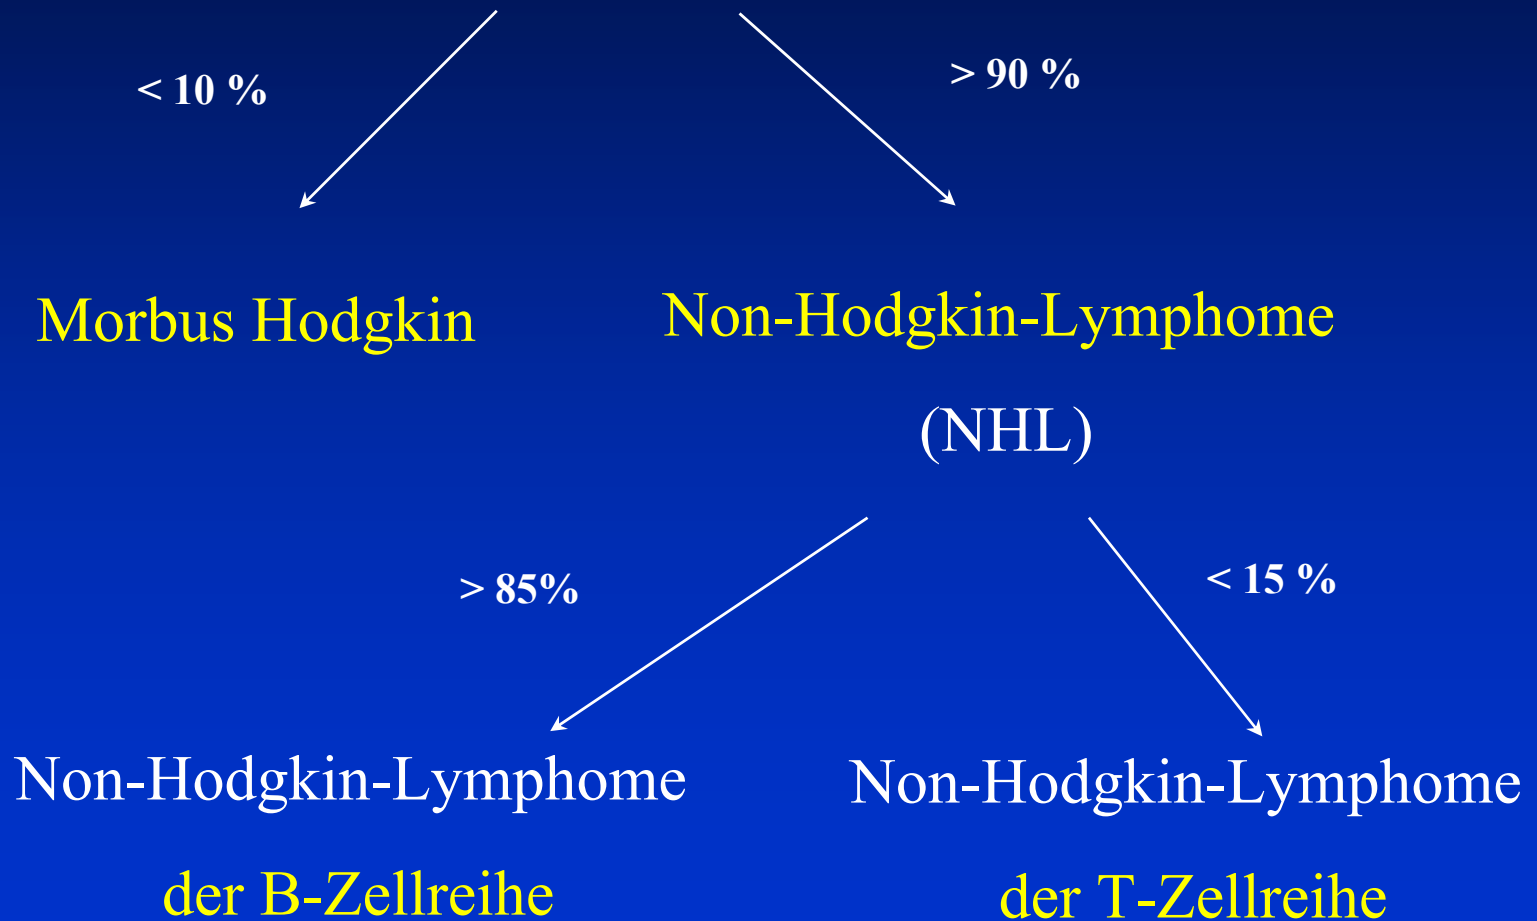 < 10 %
> 90 %
Morbus Hodgkin
Non-Hodgkin-Lymphome
(NHL)
> 85%
< 15 %
Non-Hodgkin-Lymphome
der B-Zellreihe
Non-Hodgkin-Lymphome
der T-Zellreihe